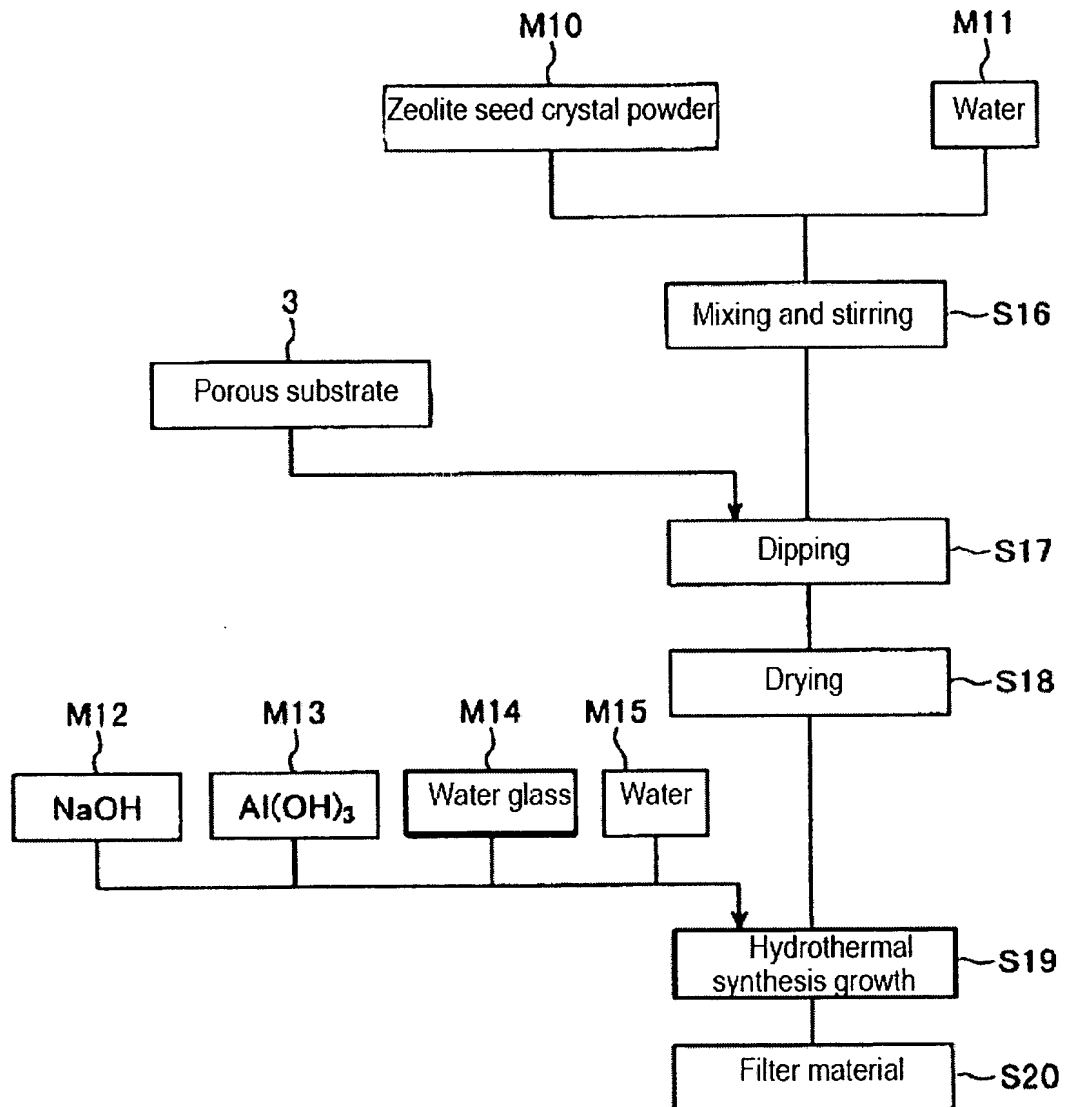 M10
M11
Zeolite seed crystal powder
Water
Mixing and stirring
S16
3
Porous substrate
Dipping
S17
Drying
S18
M12
M13
M14
M15
NaOH
Al(OH)₃
Water glass
Water
Hydrothermal
synthesis growth
S19
Filter material
S20